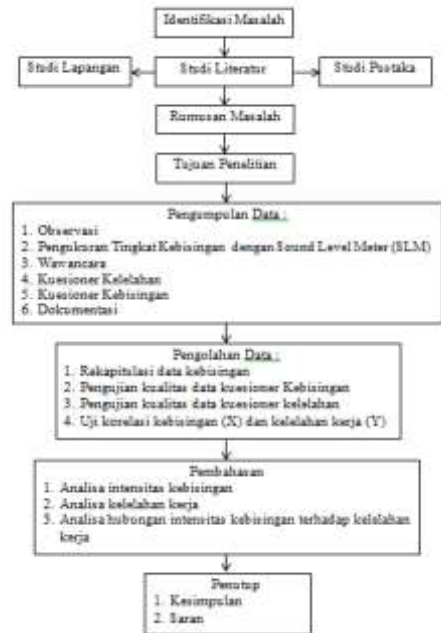 Identifikasi Masalah
Studi Lapangan
Studi Literatur
Studi Pustaka
Rumusan Masalah
Tujuan Penelitian
Pengumpulan Data :
1. Observasi
2. Pengukuran Tingkat Kebisingan dengan Sound Level Meter (SLM)
3. Wawancara
4. Kuesioner Kelelahan
5. Kuesioner Kebisingan
6. Dokumentasi
Pengolahan Data :
1. Rekapitulasi data kebisingan
2. Pengujian kualitas data kuesioner Kebisingan
3. Pengujian kualitas data kuesioner kelelahan
4. Uji korelasi kebisingan (X) dan kelelahan kerja (Y)
Pembahasan
1. Analisa intensitas kebisingan
2. Analisa kelelahan kerja
3. Analisa hubungan intensitas kebisingan terhadap kelelahan
kerja
Penutup
1. Kesimpulan
2. Saran